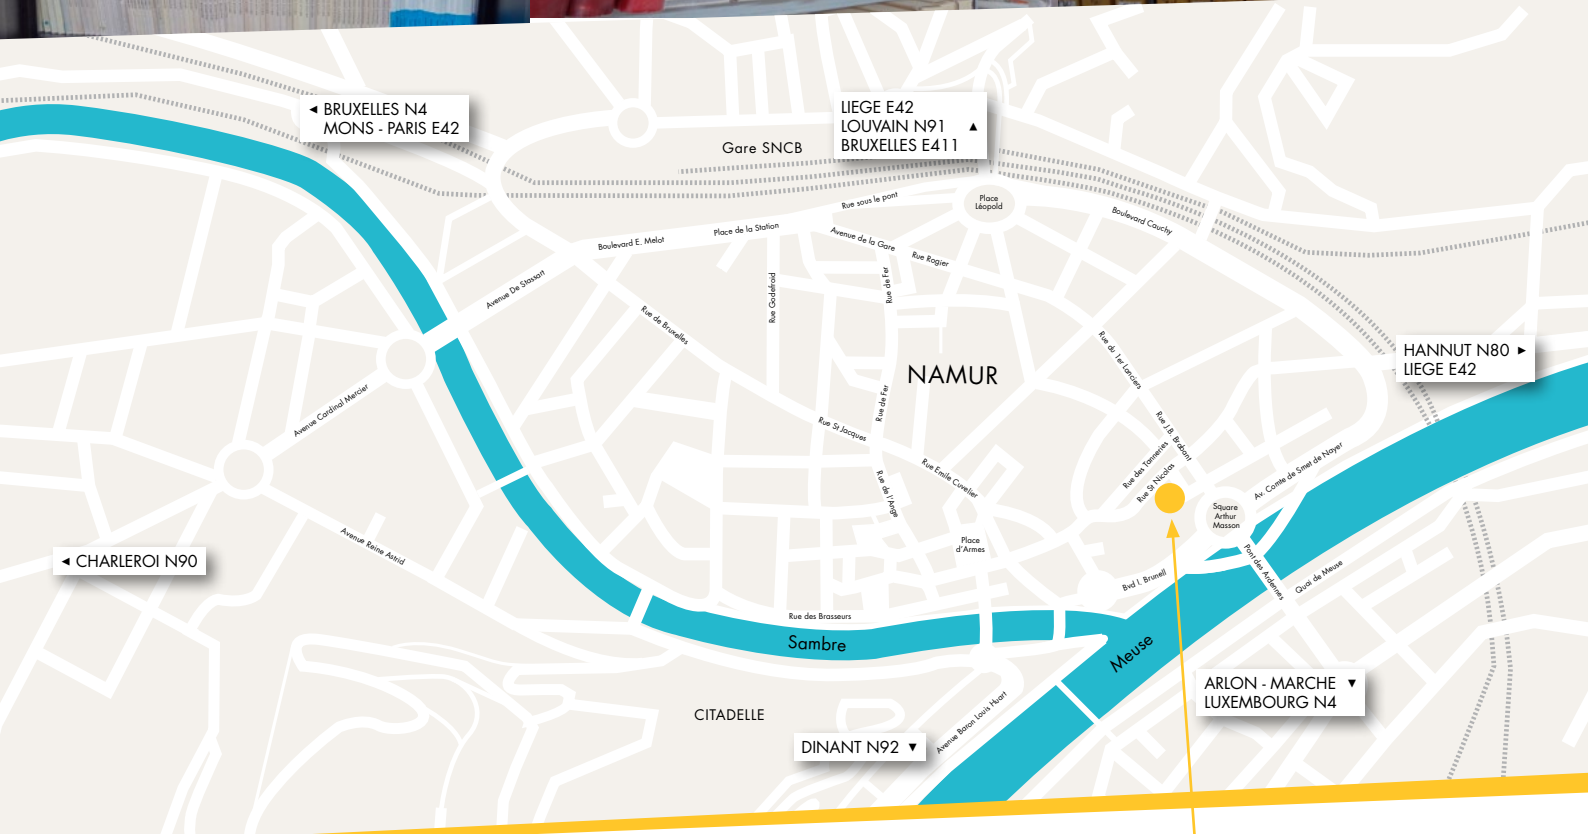 ◄ BRUXELLES N4
MONS - PARIS E42
LIEGE E42
LOUVAIN N91 ▲
BRUXELLES E411
Gare SNCB
Place
Léopold
Rue sous le pont
Boulevard Cauchy
Place de la Station
Boulevard E. Melot
Avenue de la Gare
Rue Rogier
Avenue De Stassart
Rue Godefroid
Rue de Fer
Rue de Bruxelles
Rue du 1er Lanciers
HANNUT N80 ►
LIEGE E42
NAMUR
Avenue Cardinal Mercier
Rue de Fer
Rue St Jacques
Rue J.B. Brabant
Rue des Tanneries
Rue St Nicolas
Av. Comte de Smet de Nayer
Rue Emile Cuvelier
Rue de l'Ange
Square
Arthur
Masson
Avenue Reine Astrid
Place
d'Armes
◄ CHARLEROI N90
Pont des Ardennes
Quai de Meuse
Bvd I. Brunell
Rue des Brasseurs
Sambre
Meuse
ARLON - MARCHE ▼
LUXEMBOURG N4
CITADELLE
Avenue Baron Louis Huart
DINANT N92 ▼